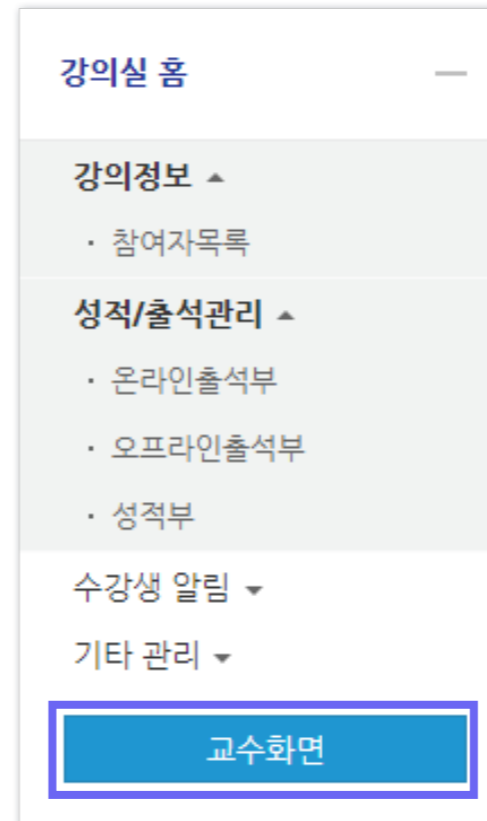 강의실 홈
강의정보
· 참여자목록
성적/출석관리
· 온라인출석부
· 오프라인출석부
· 성적부
수강생 알림
기타 관리
교수화면